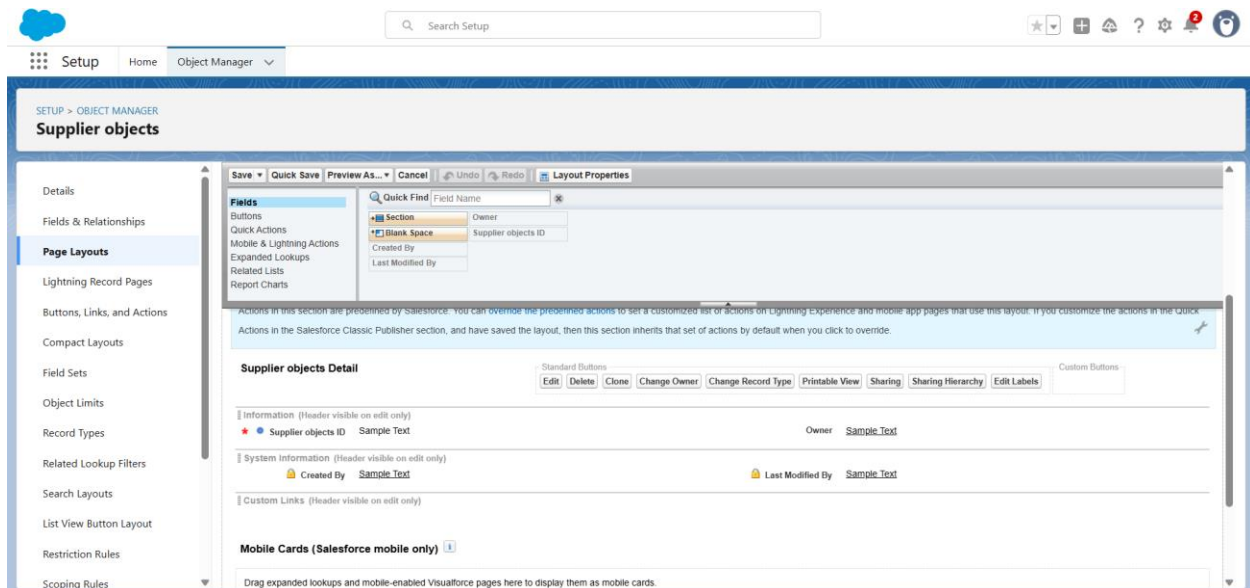 Search Setup
2
Setup
Home
Object Manager
SETUP > OBJECT MANAGER
Supplier objects
Details
Fields & Relationships
Page Layouts
Lightning Record Pages
Buttons, Links, and Actions
Compact Layouts
Field Sets
Object Limits
Record Types
Related Lookup Filters
Search Layouts
List View Button Layout
Restriction Rules
Scoping Rules
Save Quick Save Preview As... Cancel Undo Redo Layout Properties
Fields
Buttons
Quick Actions
Mobile & Lightning Actions
Expanded Lookups
Related Lists
Report Charts
Quick Find Field Name
Section Owner
Blank Space Supplier objects ID
Created By
Last Modified By
Actions in this section are predefined by Salesforce. You can override the predefined actions to set a customized list of actions on Lightning Experience and mobile app pages that use this layout. If you customize the actions in the Quick
Actions in the Salesforce Classic Publisher section, and have saved the layout, then this section inherits that set of actions by default when you click to override.
Supplier objects Detail
Standard Buttons
Edit Delete Clone Change Owner Change Record Type Printable View Sharing Sharing Hierarchy Edit Labels
Custom Buttons
Information (Header visible on edit only)
Supplier objects ID Sample Text Owner Sample Text
System Information (Header visible on edit only)
Created By Sample Text Last Modified By Sample Text
Custom Links (Header visible on edit only)
Mobile Cards (Salesforce mobile only) i
Drag expanded lookups and mobile-enabled Visualforce pages here to display them as mobile cards.